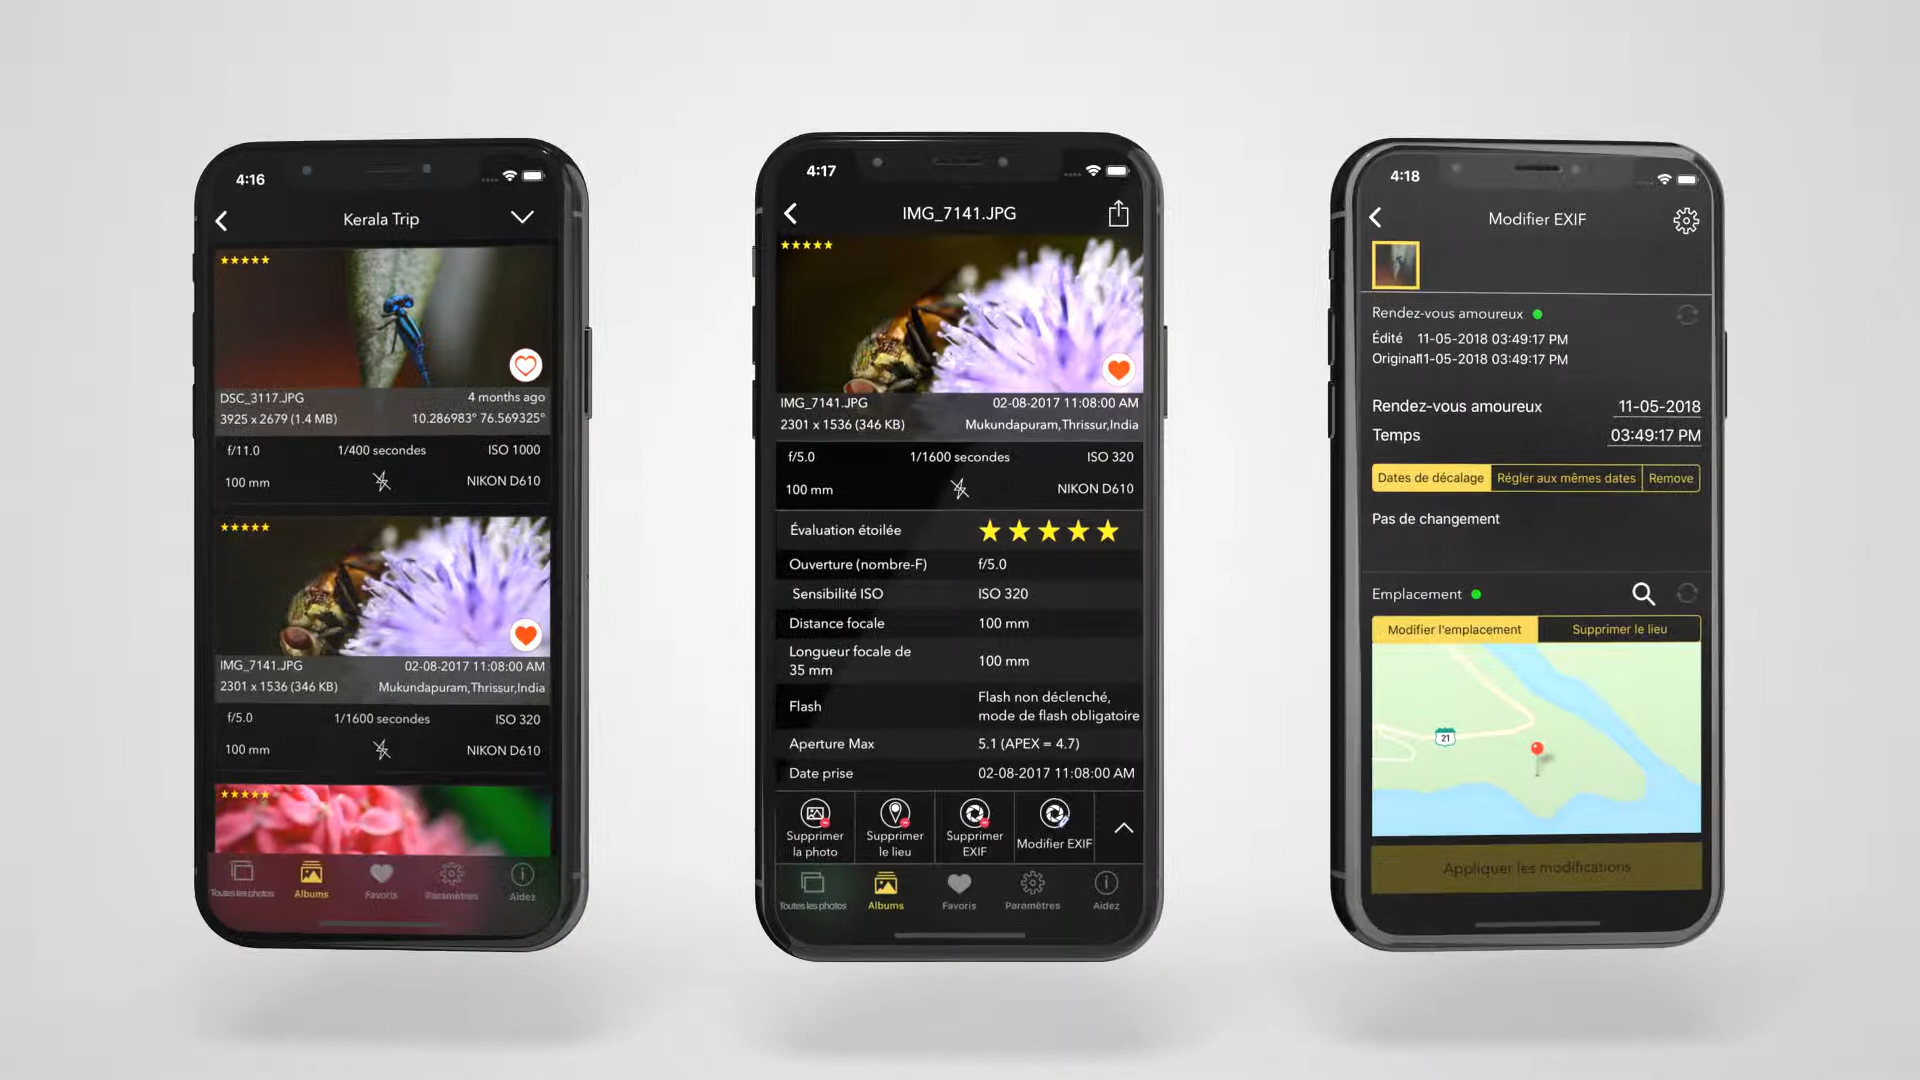 4:16
Kerala Trip
DSC_3117.JPG
4 months ago
3925 x 2679 (1.4 MB)
10.286983° 76.569325°
f/11.0
1/400 secondes
ISO 1000
100 mm
NIKON D610
IMG_7141.JPG
02-08-2017 11:08:00 AM
2301 x 1536 (346 KB)
Mukundapuram,Thrissur,India
f/5.0
1/1600 secondes
ISO 320
100 mm
NIKON D610
Toutes les photos
Albums
Favoris
Paramètres
Aidez
4:17
IMG_7141.JPG
IMG_7141.JPG
02-08-2017 11:08:00 AM
2301 x 1536 (346 KB)
Mukundapuram,Thrissur,India
f/5.0
1/1600 secondes
ISO 320
100 mm
NIKON D610
Évaluation étoilée
Ouverture (nombre-F)
f/5.0
Sensibilité ISO
ISO 320
Distance focale
100 mm
Longueur focale de
35 mm
100 mm
Flash
Flash non déclenché,
mode de flash obligatoire
Aperture Max
5.1 (APEX = 4.7)
Date prise
02-08-2017 11:08:00 AM
Supprimer
la photo
Supprimer
le lieu
Supprimer
EXIF
Modifier EXIF
Toutes les photos
Albums
Favoris
Paramètres
Aidez
4:18
Modifier EXIF
Rendez-vous amoureux
Édité 11-05-2018 03:49:17 PM
Original11-05-2018 03:49:17 PM
Rendez-vous amoureux
11-05-2018
Temps
03:49:17 PM
Dates de décalage
Régler aux mêmes dates
Remove
Pas de changement
Emplacement
Modifier l'emplacement
Supprimer le lieu
21
Appliquer les modifications